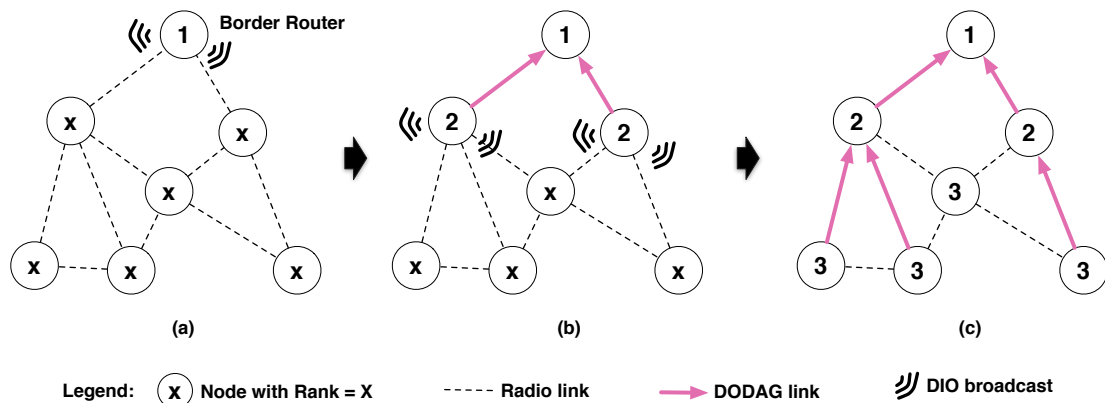 1 Border Router
x x x x x x
(a)
1
2 2
x x x x
(b)
1
2 2
3 3 3 3
(c)
Legend: x Node with Rank = X Radio link DODAG link DIO broadcast